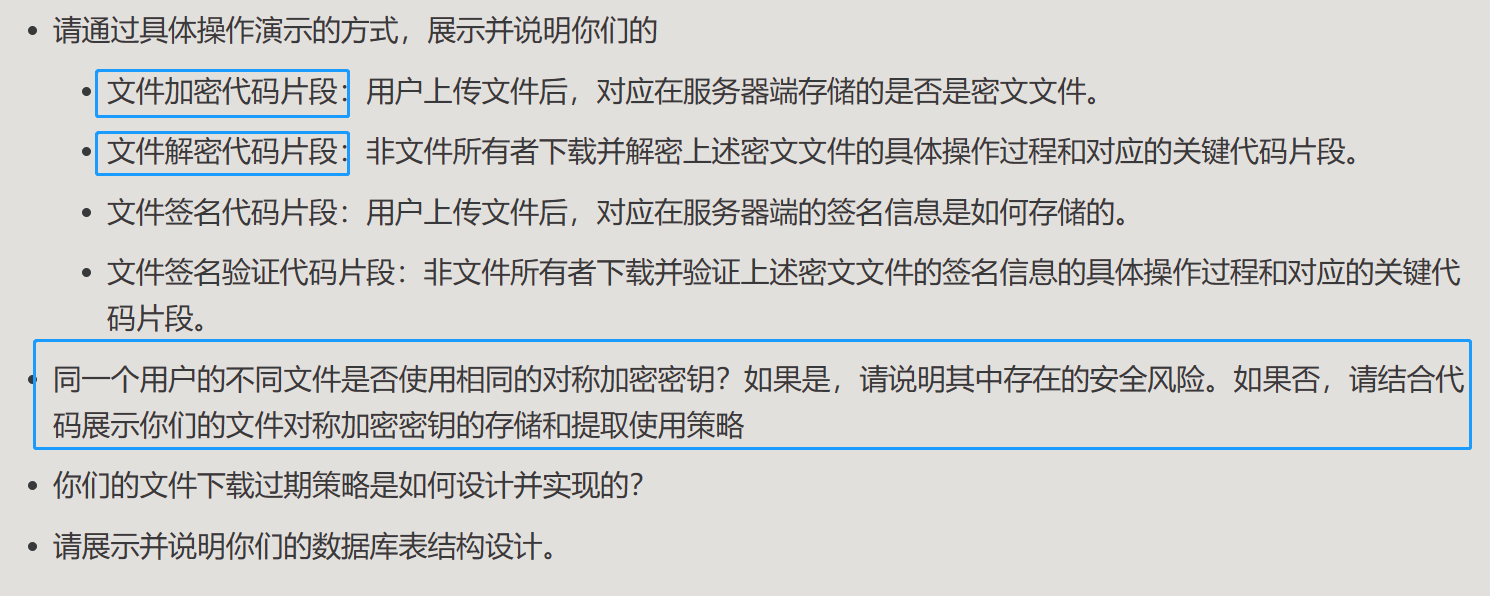 请通过具体操作演示的方式，展示并说明你们的
文件加密代码片段：用户上传文件后，对应在服务器端存储的是否是密文文件。
文件解密代码片段：非文件所有者下载并解密上述密文文件的具体操作过程和对应的关键代码片段。
文件签名代码片段：用户上传文件后，对应在服务器端的签名信息是如何存储的。
文件签名验证代码片段：非文件所有者下载并验证上述密文文件的签名信息的具体操作过程和对应的关键代
码片段。
同一个用户的不同文件是否使用相同的对称加密密钥？如果是，请说明其中存在的安全风险。如果否，请结合代
码展示你们的文件对称加密密钥的存储和提取使用策略
你们的文件下载过期策略是如何设计并实现的？
请展示并说明你们的数据库表结构设计。